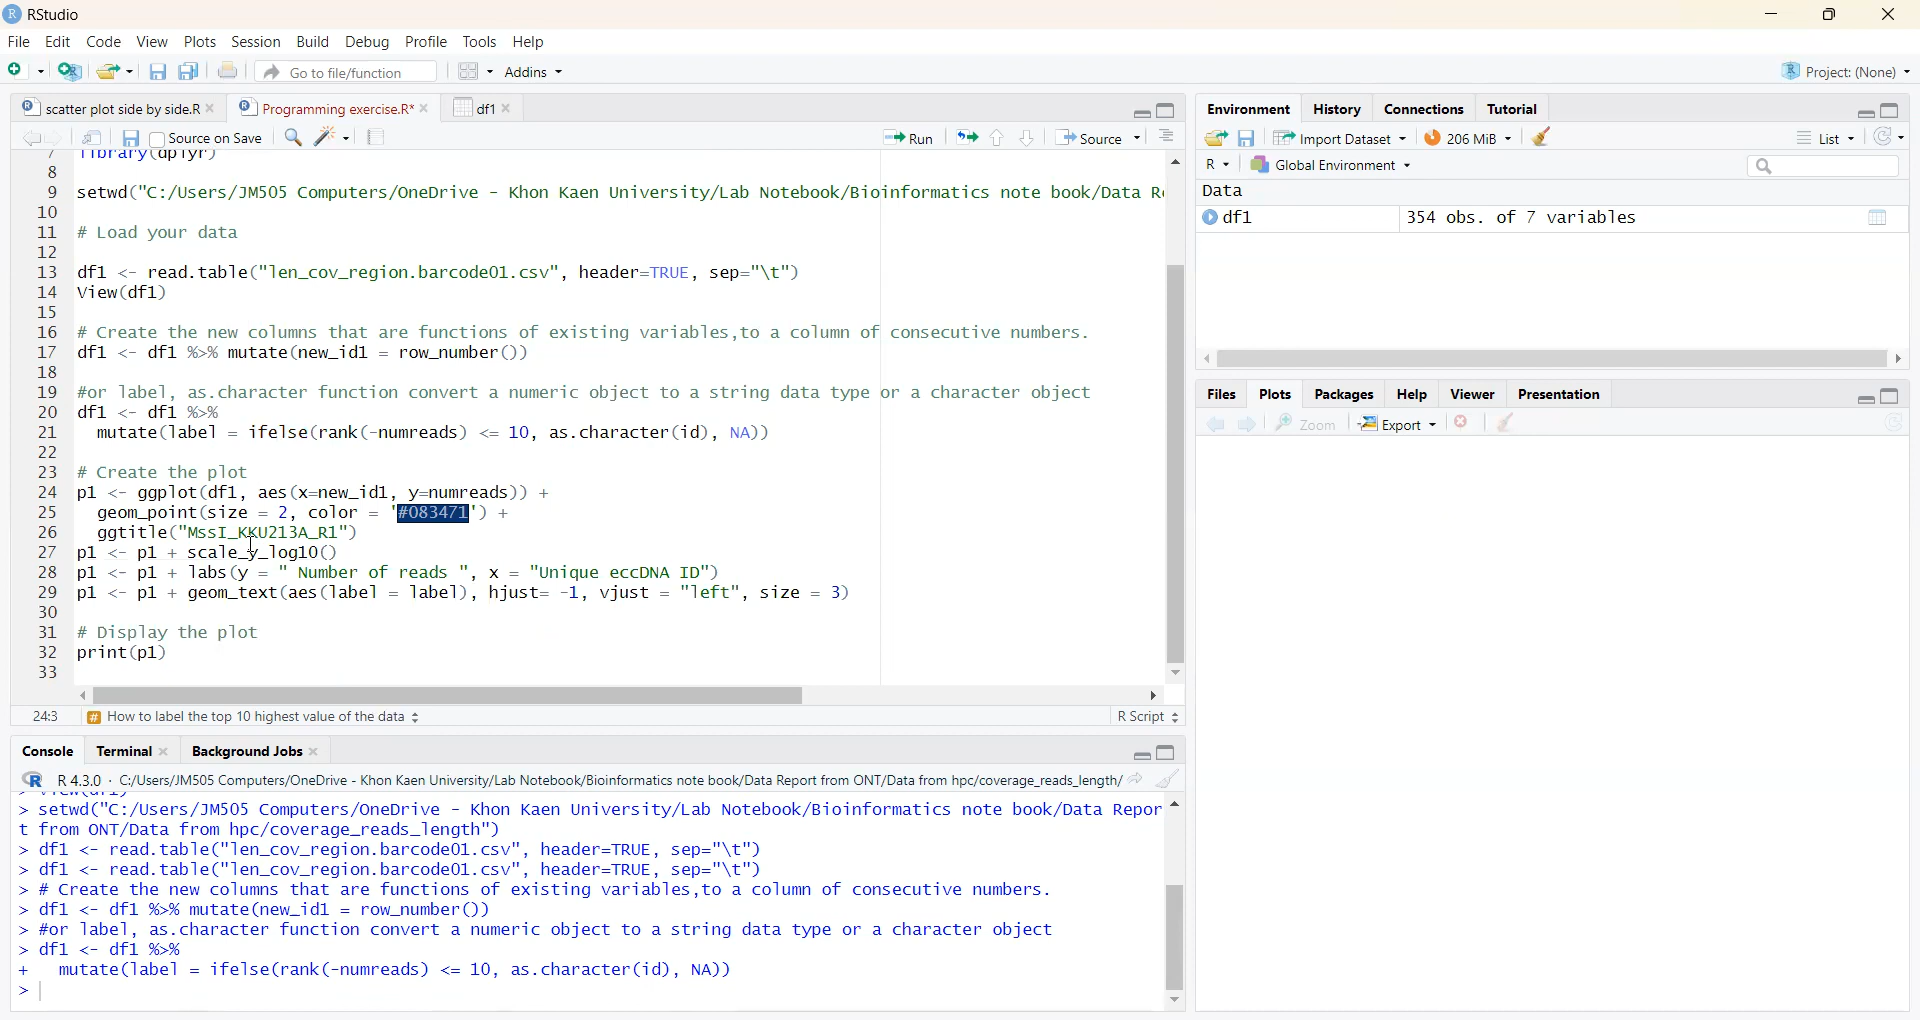 RStudio
File Edit Code View Plots Session Build Debug Profile Tools Help
Go to file/function Addins Project: (None)
scatter plot side by side.R Programming exercise.R* df1
Source on Save Run Source
7 library(dplyr)
8
9 setwd("C:/Users/JM505 Computers/OneDrive - Khon Kaen University/Lab Notebook/Bioinformatics note book/Data R
10
11 # Load your data
12
13 df1 <- read.table("len_cov_region.barcode01.csv", header=TRUE, sep="\t")
14 View(df1)
15
16 # Create the new columns that are functions of existing variables,to a column of consecutive numbers.
17 df1 <- df1 %>% mutate(new_id1 = row_number())
18
19 #or label, as.character function convert a numeric object to a string data type or a character object
20 df1 <- df1 %>%
21 mutate(label = ifelse(rank(-numreads) <= 10, as.character(id), NA))
22
23 # Create the plot
24 p1 <- ggplot(df1, aes(x=new_id1, y=numreads)) +
25 geom_point(size = 2, color = '#083471') +
26 ggtitle("MssI_KKU213A_R1")
27 p1 <- p1 + scale_y_log10()
28 p1 <- p1 + labs(y = " Number of reads ", x = "Unique eccDNA ID")
29 p1 <- p1 + geom_text(aes(label = label), hjust= -1, vjust = "left", size = 3)
30
31 # Display the plot
32 print(p1)
33
24:3 # How to label the top 10 highest value of the data R Script
Console Terminal Background Jobs
R 4.3.0 · C:/Users/JM505 Computers/OneDrive - Khon Kaen University/Lab Notebook/Bioinformatics note book/Data Report from ONT/Data from hpc/coverage_reads_length/
> setwd("C:/Users/JM505 Computers/OneDrive - Khon Kaen University/Lab Notebook/Bioinformatics note book/Data Repor
t from ONT/Data from hpc/coverage_reads_length")
> df1 <- read.table("len_cov_region.barcode01.csv", header=TRUE, sep="\t")
> df1 <- read.table("len_cov_region.barcode01.csv", header=TRUE, sep="\t")
> # Create the new columns that are functions of existing variables,to a column of consecutive numbers.
> df1 <- df1 %>% mutate(new_id1 = row_number())
> #or label, as.character function convert a numeric object to a string data type or a character object
> df1 <- df1 %>%
+ mutate(label = ifelse(rank(-numreads) <= 10, as.character(id), NA))
>
Environment History Connections Tutorial
Import Dataset 206 MiB List
R Global Environment
Data
df1 354 obs. of 7 variables
Files Plots Packages Help Viewer Presentation
Zoom Export